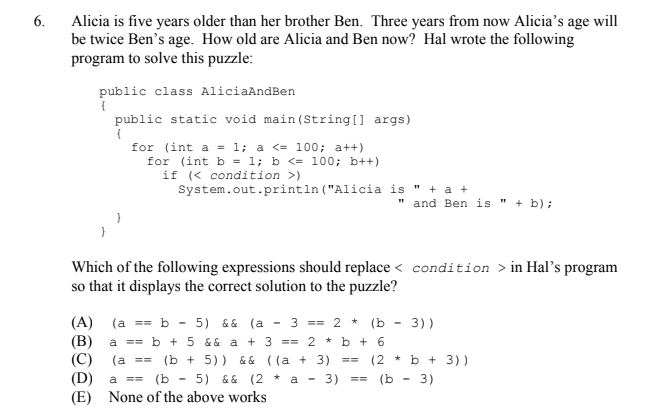 6. Alicia is five years older than her brother Ben. Three years from now Alicia's age will
be twice Ben's age. How old are Alicia and Ben now? Hal wrote the following
program to solve this puzzle:
public class AliciaAndBen
{
public static void main(String[] args)
{
for (int a = 1; a <= 100; a++)
for (int b = 1; b <= 100; b++)
if (< condition >)
System.out.println("Alicia is " + a +
" and Ben is " + b);
}
}
Which of the following expressions should replace < condition > in Hal's program
so that it displays the correct solution to the puzzle?
(A) (a == b - 5) && (a - 3 == 2 * (b - 3))
(B) a == b + 5 && a + 3 == 2 * b + 6
(C) (a == (b + 5)) && ((a + 3) == (2 * b + 3))
(D) a == (b - 5) && (2 * a - 3) == (b - 3)
(E) None of the above works